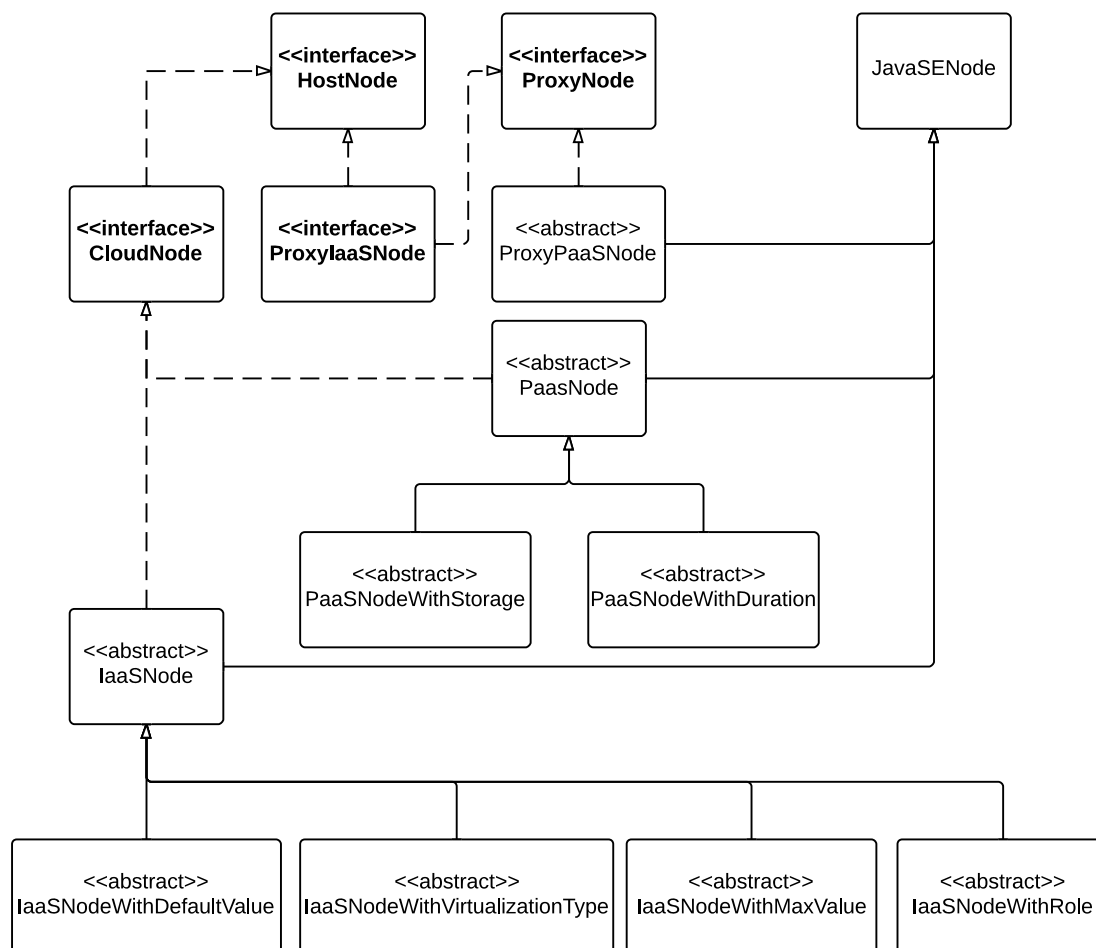 <<interface>>
HostNode
<<interface>>
ProxyNode
JavaSENode
<<interface>>
CloudNode
<<interface>>
ProxyIaaSNode
<<abstract>>
ProxyPaaSNode
<<abstract>>
PaasNode
<<abstract>>
PaaSNodeWithStorage
<<abstract>>
PaaSNodeWithDuration
<<abstract>>
IaaSNode
<<abstract>>
IaaSNodeWithDefaultValue
<<abstract>>
IaaSNodeWithVirtualizationType
<<abstract>>
IaaSNodeWithMaxValue
<<abstract>>
IaaSNodeWithRole